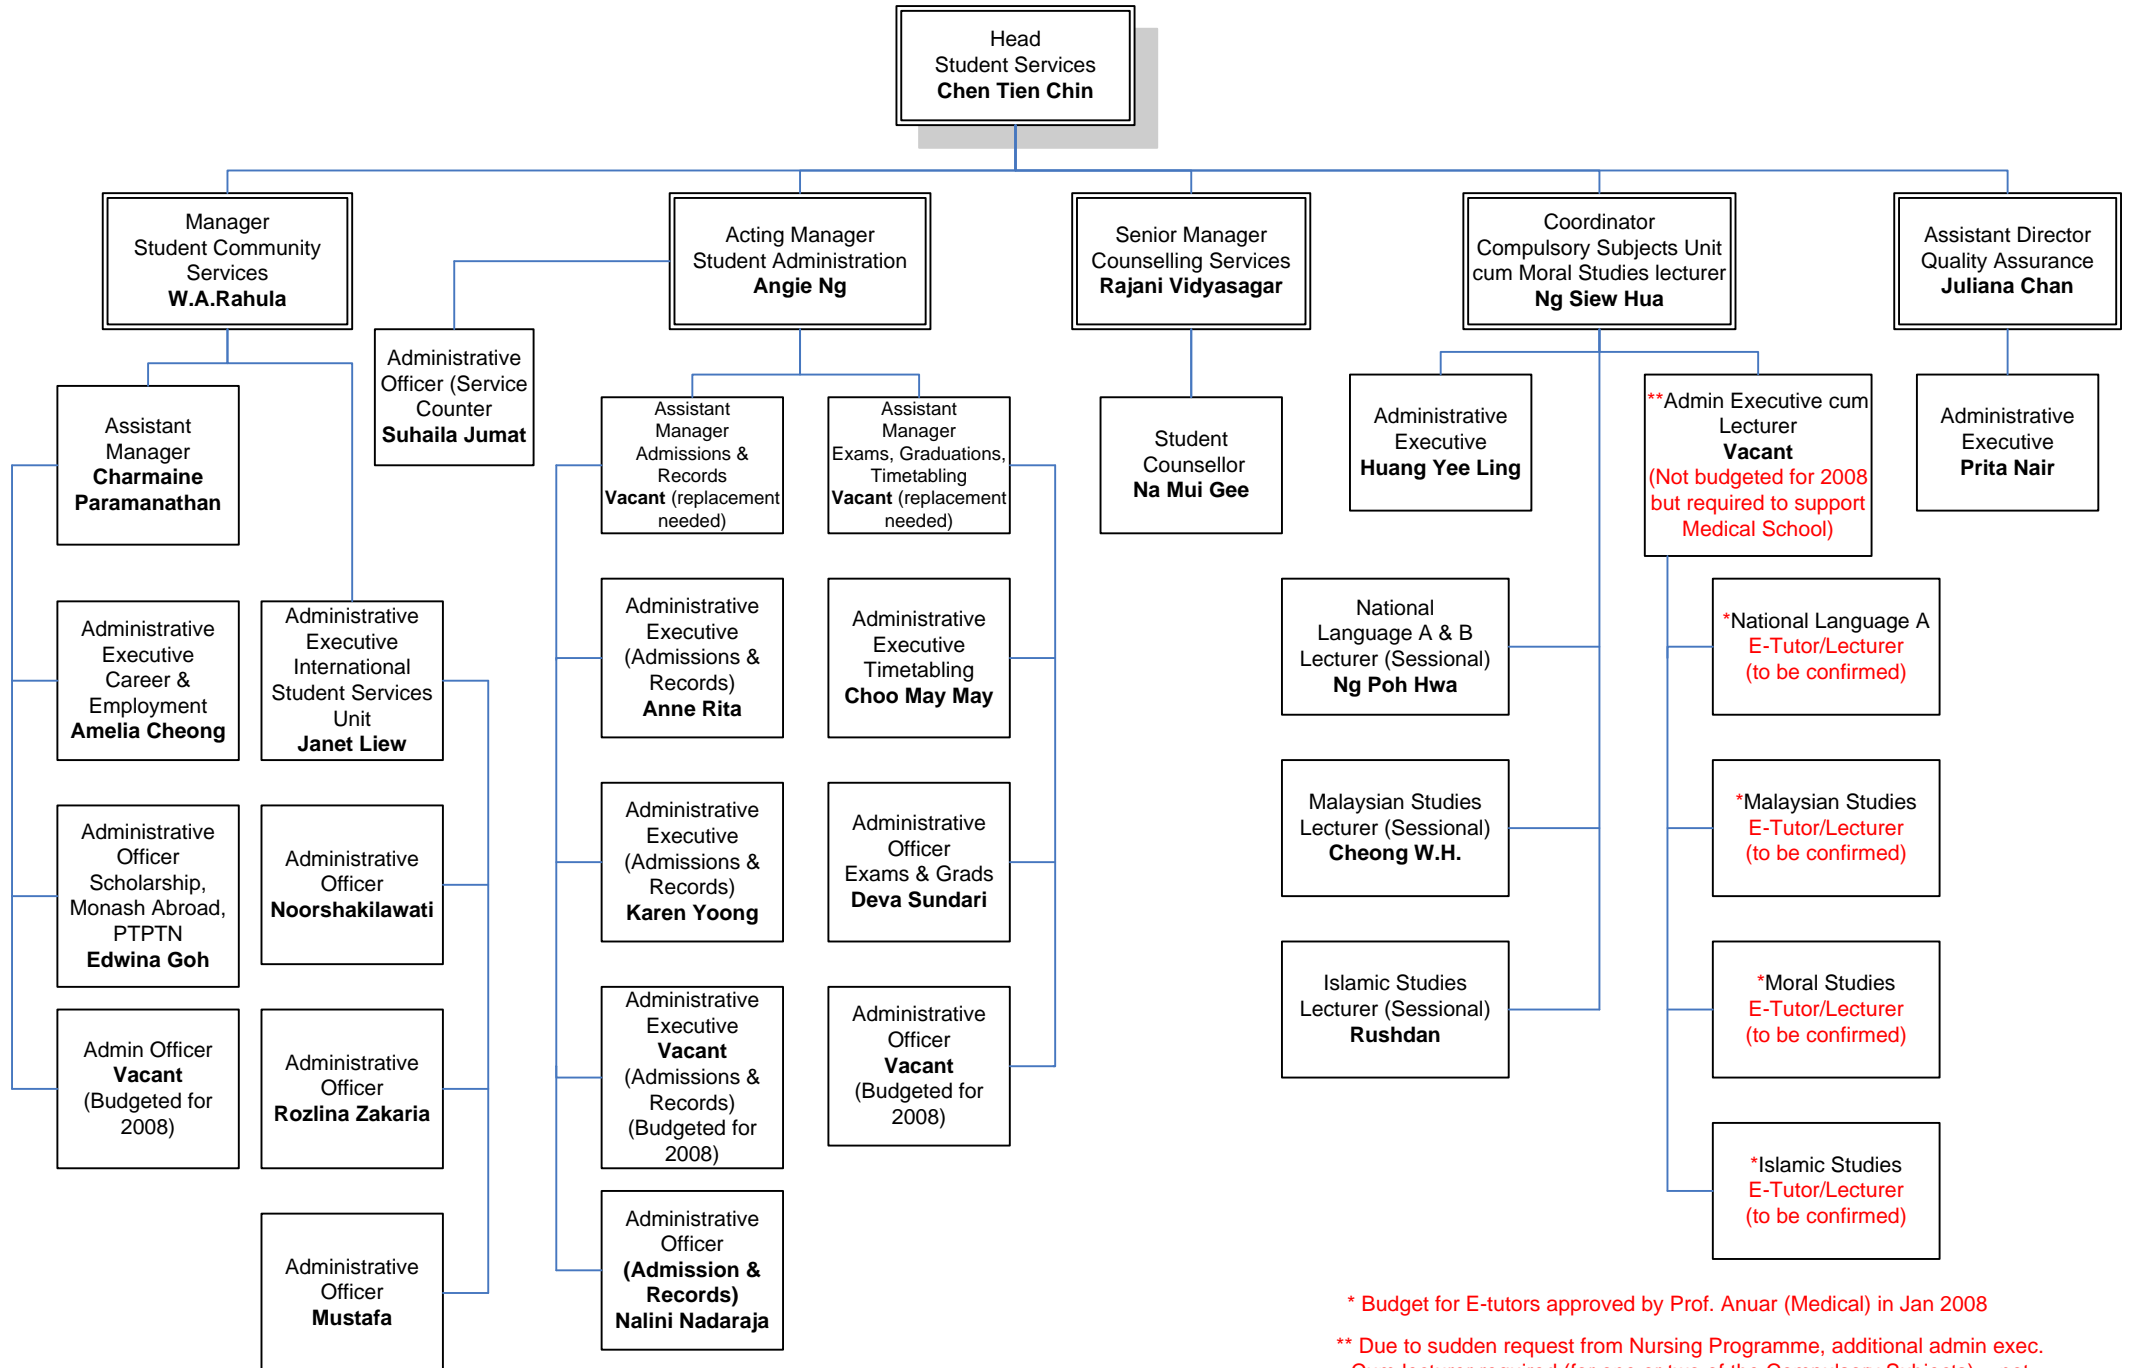 Head
Student Services
Chen Tien Chin
Manager
Student Community
Services
W.A.Rahula
Acting Manager
Student Administration
Angie Ng
Senior Manager
Counselling Services
Rajani Vidyasagar
Coordinator
Compulsory Subjects Unit
cum Moral Studies lecturer
Ng Siew Hua
Assistant Director
Quality Assurance
Juliana Chan
Administrative
Officer (Service
Counter
Suhaila Jumat
Assistant
Manager
Charmaine
Paramanathan
Assistant
Manager
Admissions &
Records
Vacant (replacement
needed)
Assistant
Manager
Exams, Graduations,
Timetabling
Vacant (replacement
needed)
Student
Counsellor
Na Mui Gee
Administrative
Executive
Huang Yee Ling
**Admin Executive cum
Lecturer
Vacant
(Not budgeted for 2008
but required to support
Medical School)
Administrative
Executive
Prita Nair
Administrative
Executive
Career &
Employment
Amelia Cheong
Administrative
Executive
International
Student Services
Unit
Janet Liew
Administrative
Executive
(Admissions &
Records)
Anne Rita
Administrative
Executive
Timetabling
Choo May May
National
Language A & B
Lecturer (Sessional)
Ng Poh Hwa
*National Language A
E-Tutor/Lecturer
(to be confirmed)
Administrative
Officer
Scholarship,
Monash Abroad,
PTPTN
Edwina Goh
Administrative
Officer
Noorshakilawati
Administrative
Executive
(Admissions &
Records)
Karen Yoong
Administrative
Officer
Exams & Grads
Deva Sundari
Malaysian Studies
Lecturer (Sessional)
Cheong W.H.
*Malaysian Studies
E-Tutor/Lecturer
(to be confirmed)
Admin Officer
Vacant
(Budgeted for
2008)
Administrative
Officer
Rozlina Zakaria
Administrative
Executive
Vacant
(Admissions &
Records)
(Budgeted for
2008)
Administrative
Officer
Vacant
(Budgeted for
2008)
Islamic Studies
Lecturer (Sessional)
Rushdan
*Moral Studies
E-Tutor/Lecturer
(to be confirmed)
Administrative
Officer
Mustafa
Administrative
Officer
(Admission &
Records)
Nalini Nadaraja
*Islamic Studies
E-Tutor/Lecturer
(to be confirmed)
* Budget for E-tutors approved by Prof. Anuar (Medical) in Jan 2008
** Due to sudden request from Nursing Programme, additional admin exec.